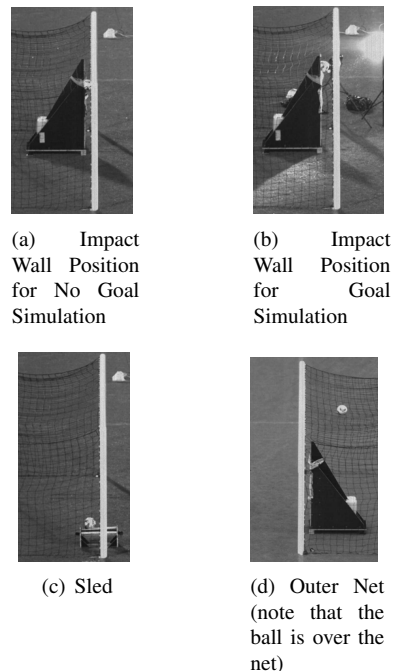 (a) Impact
Wall Position
for No Goal
Simulation
(b) Impact
Wall Position
for Goal
Simulation
(c) Sled
(d) Outer Net
(note that the
ball is over the
net)